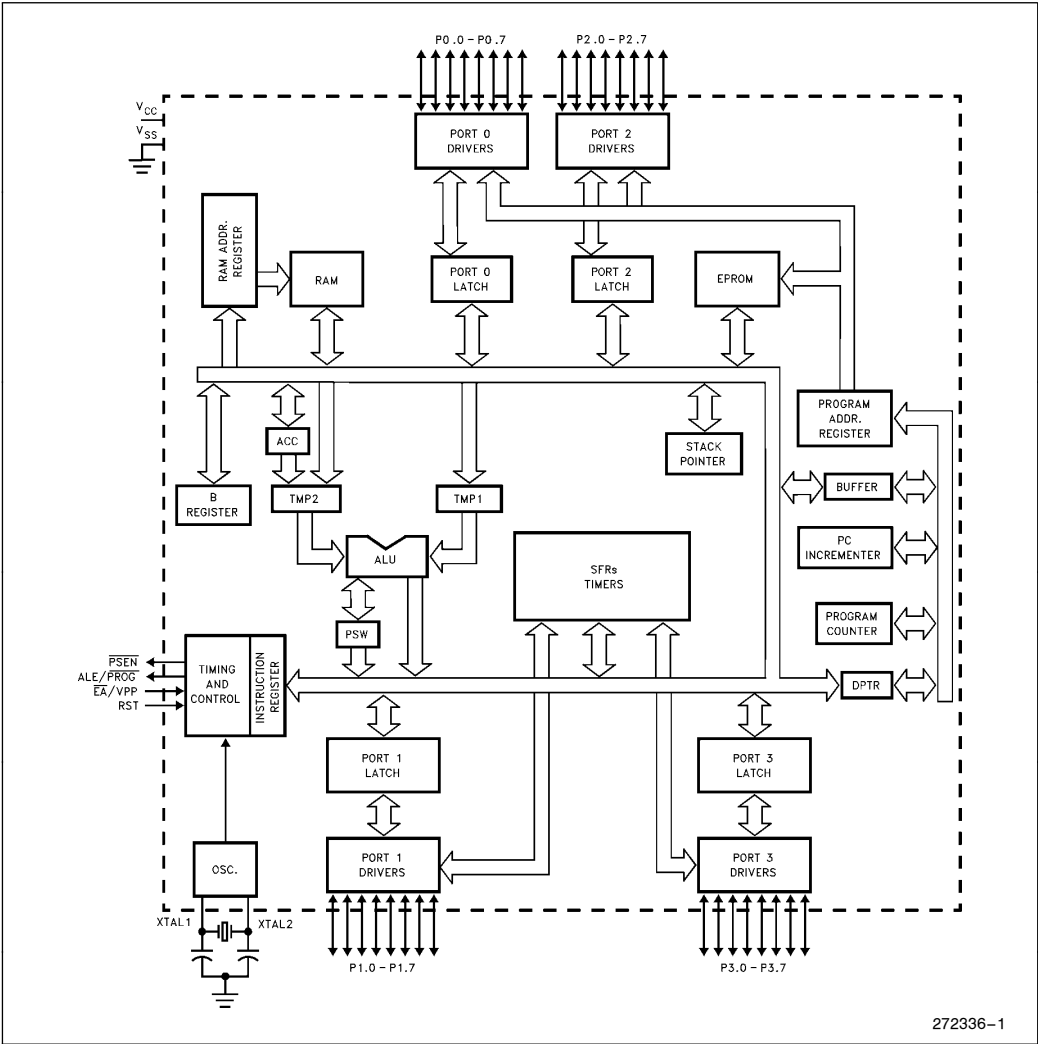 P0.0 – P0.7
P2.0 – P2.7
VCC
VSS
PORT 0
DRIVERS
PORT 2
DRIVERS
RAM ADDR.
REGISTER
RAM
PORT 0
LATCH
PORT 2
LATCH
EPROM
PROGRAM
ADDR.
REGISTER
ACC
STACK
POINTER
B
REGISTER
TMP2
TMP1
BUFFER
ALU
SFRs
TIMERS
PC
INCREMENTER
PSW
PROGRAM
COUNTER
P̅S̅E̅N̅
ALE/P̅R̅O̅G̅
E̅A̅/VPP
RST
TIMING
AND
CONTROL
INSTRUCTION
REGISTER
DPTR
PORT 1
LATCH
PORT 3
LATCH
OSC.
PORT 1
DRIVERS
PORT 3
DRIVERS
XTAL1
XTAL2
P1.0 – P1.7
P3.0 – P3.7
272336–1